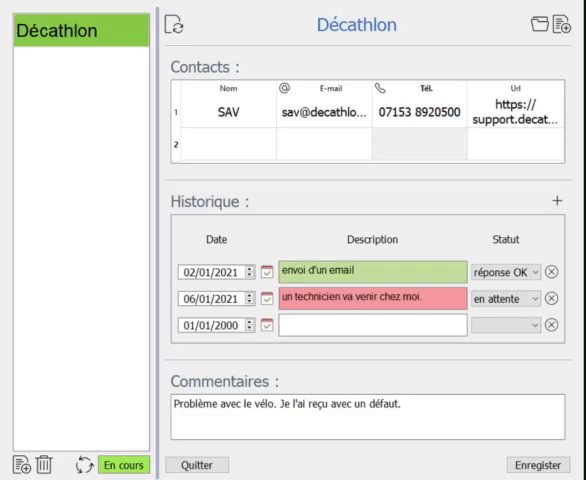 Décathlon
Décathlon
Contacts :
Nom
E-mail
Tél.
Url
1
SAV
sav@decathlo...
07153 8920500
https://
support.decat...
2
Historique :
Date
Description
Statut
02/01/2021
envoi d'un email
réponse OK
06/01/2021
un technicien va venir chez moi.
en attente
01/01/2000
Commentaires :
Problème avec le vélo. Je l'ai reçu avec un défaut.
En cours
Quitter
Enregister